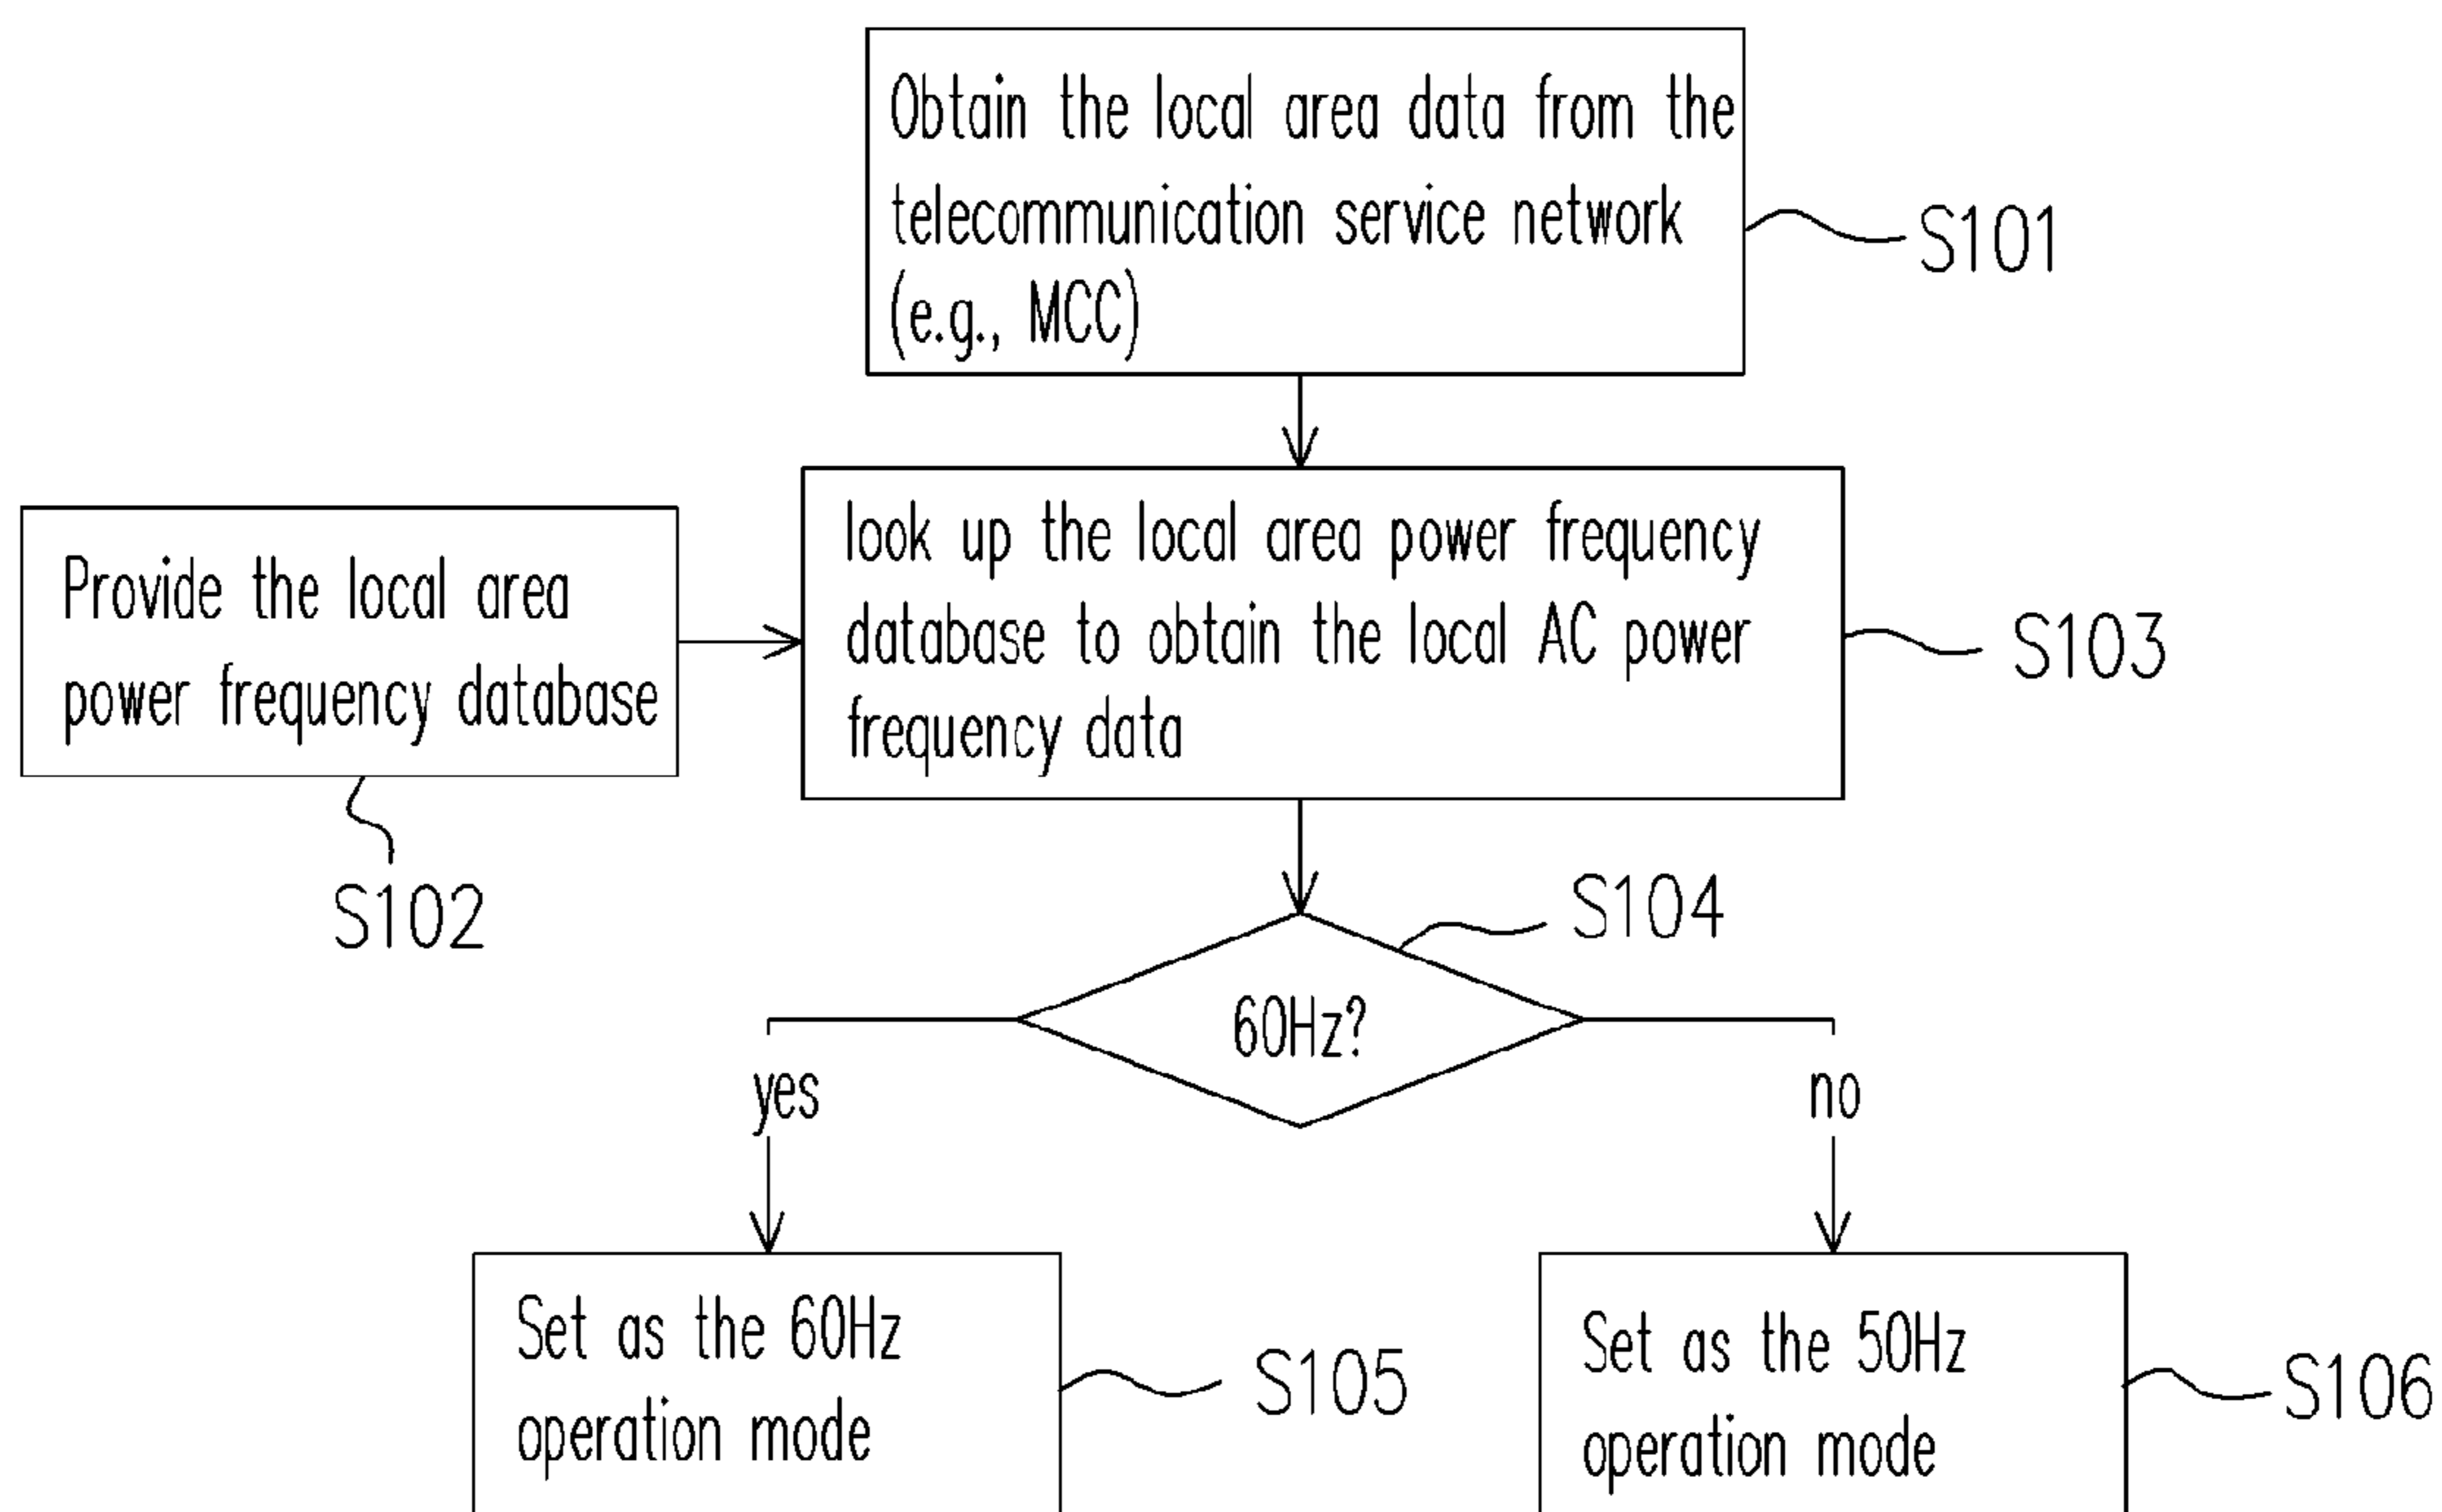 Obtain the local area data from the
telecommunication service network
(e.g., MCC)
S101
Provide the local area
power frequency database
S102
look up the local area power frequency
database to obtain the local AC power
frequency data
S103
S104
60Hz?
yes
no
Set as the 60Hz
operation mode
S105
Set as the 50Hz
operation mode
S106